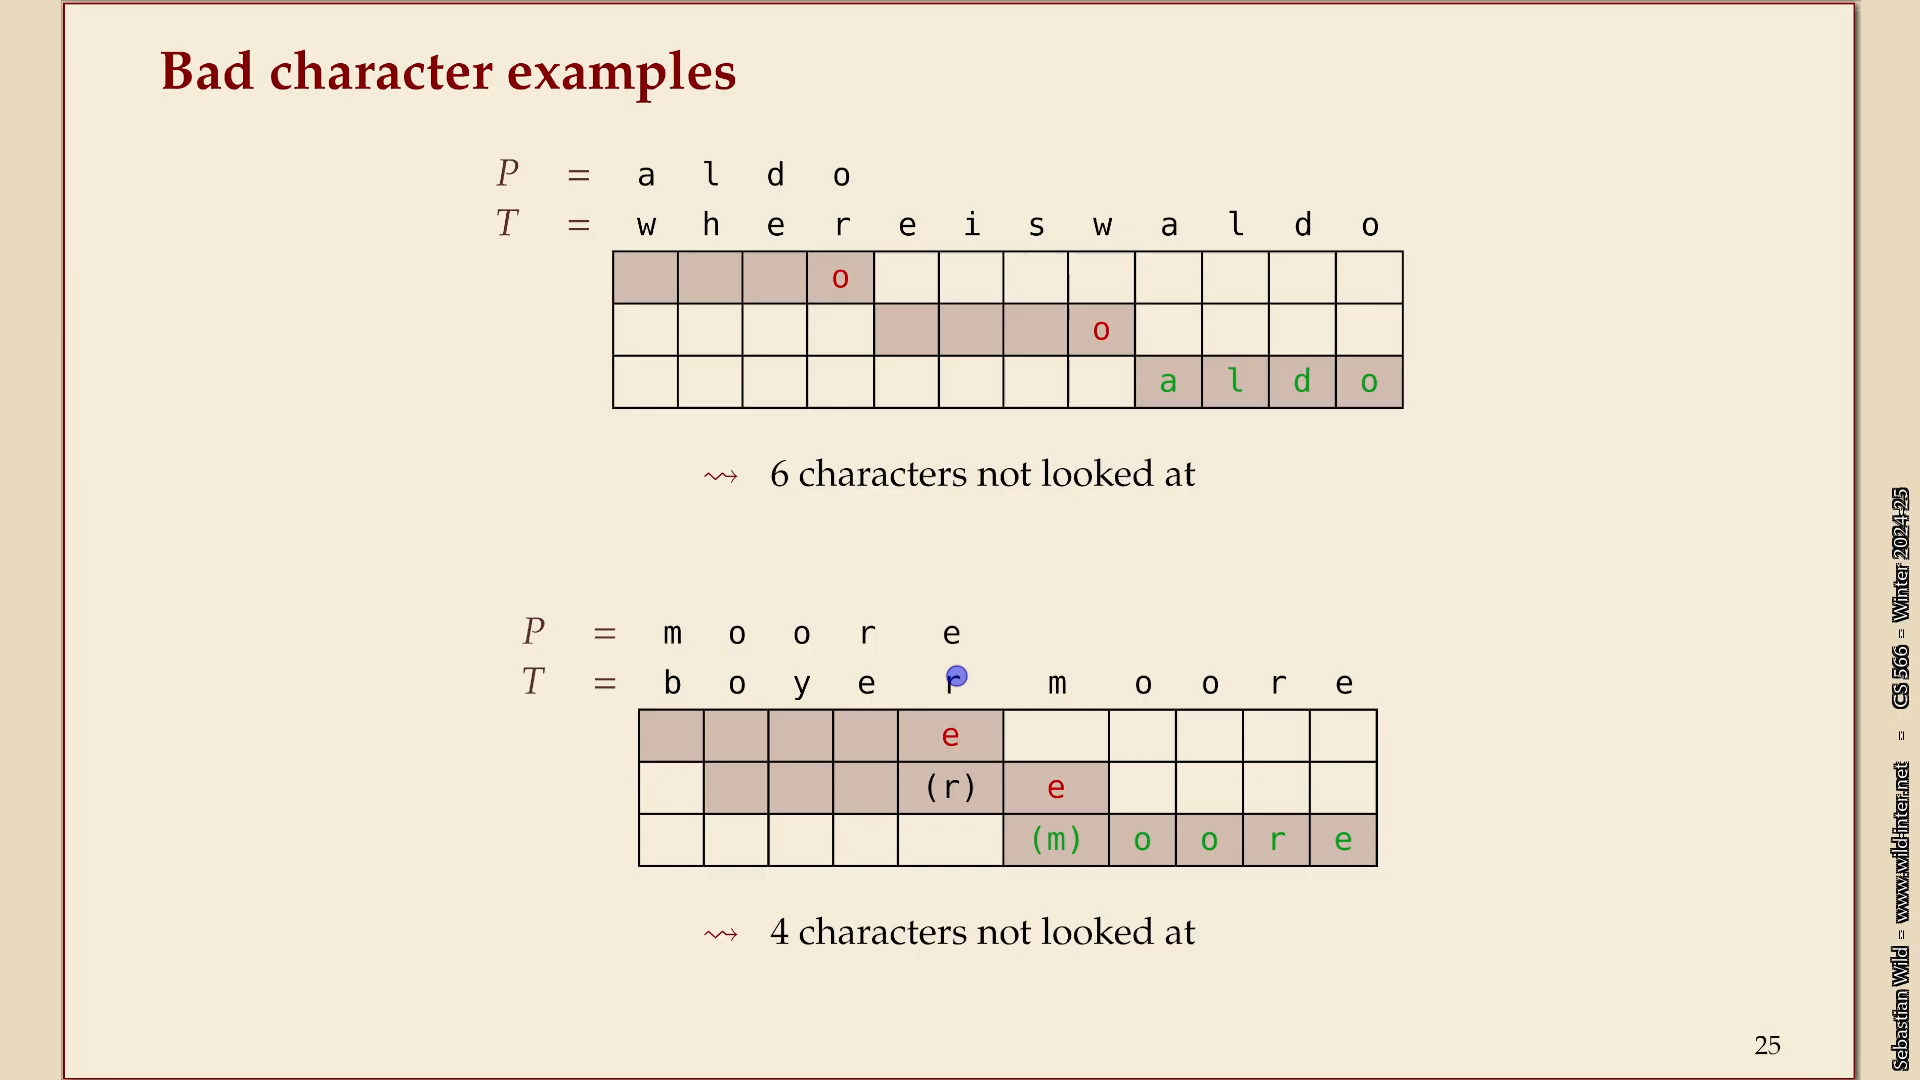 Bad character examples
P = a l d o
T = w h e r e i s w a l d o
o
o
a l d o
⇝ 6 characters not looked at
P = m o o r e
T = b o y e r m o o r e
e
(r) e
(m) o o r e
⇝ 4 characters not looked at
25
Sebastian Wild – www.wild-inter.net – CS 566 – Winter 2024-25